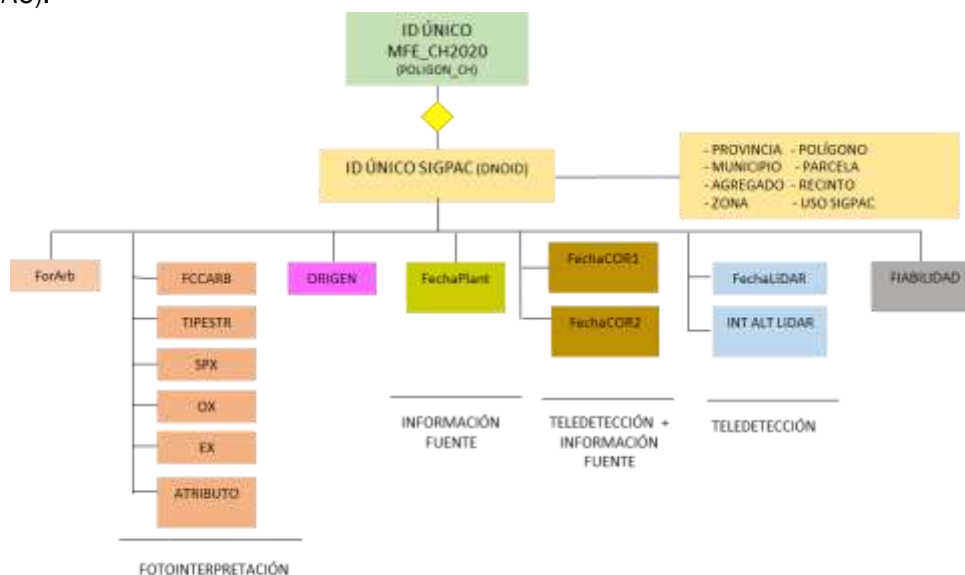 AC).
ID ÚNICO
MFE_CH2020
(POLIGON_CH)
ID ÚNICO SIGPAC (DNOID)
- PROVINCIA - POLÍGONO
- MUNICIPIO - PARCELA
- AGREGADO - RECINTO
- ZONA - USO SIGPAC
ForArb
FCCARB
TIPESTR
SPX
OX
EX
ATRIBUTO
FOTOINTERPRETACIÓN
ORIGEN
FechaPlant
INFORMACIÓN
FUENTE
FechaCOR1
FechaCOR2
TELEDETECCIÓN +
INFORMACIÓN
FUENTE
FechaLiDAR
INT ALT LiDAR
TELEDETECCIÓN
FIABILIDAD